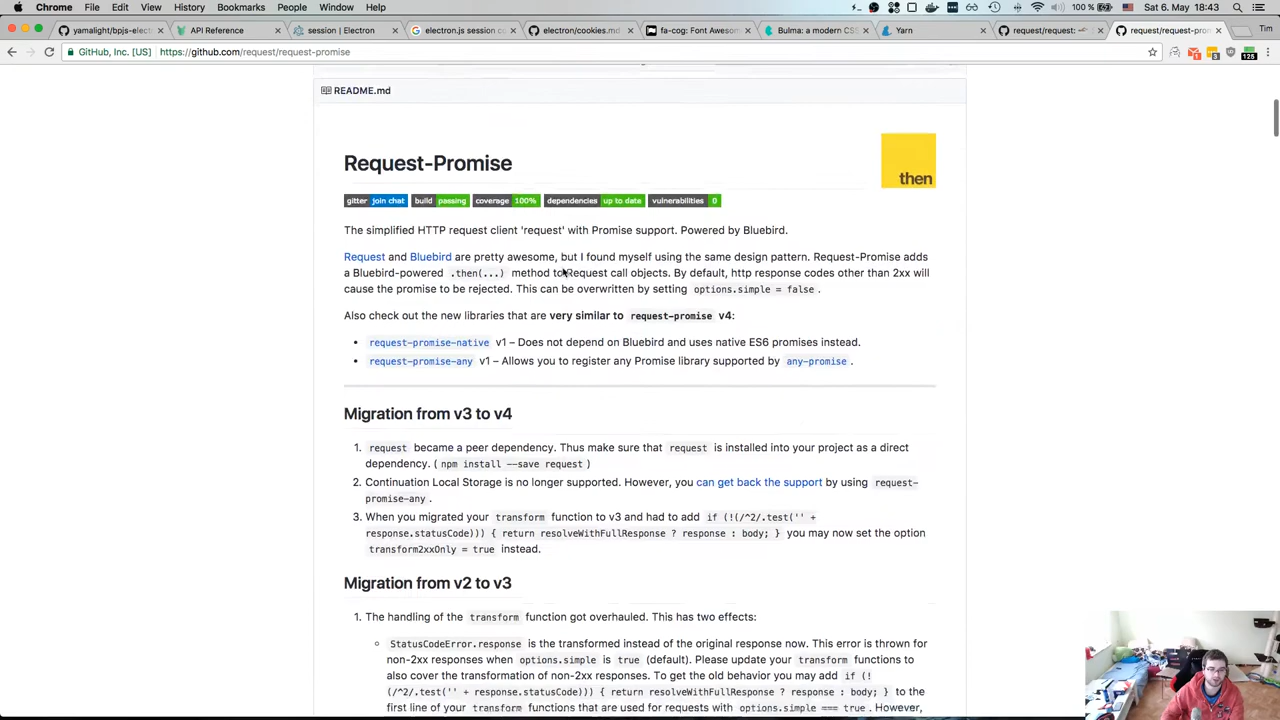 Chrome File Edit View History Bookmarks People Window Help
100 % Sat 6. May 18:43
yamalight/bpjs-elect
API Reference
session | Electron
electron.js session co
electron/cookies.md
fa-cog: Font Awesom
Bulma: a modern CSS
Yarn
request/request:
request/request-prom
Tim
GitHub, Inc. [US] https://github.com/request/request-promise
1
3
125
README.md
Request-Promise
then
gitter join chat build passing coverage 100% dependencies up to date vulnerabilities 0
The simplified HTTP request client 'request' with Promise support. Powered by Bluebird.
Request and Bluebird are pretty awesome, but I found myself using the same design pattern. Request-Promise adds
a Bluebird-powered .then(...) method to Request call objects. By default, http response codes other than 2xx will
cause the promise to be rejected. This can be overwritten by setting options.simple = false .
Also check out the new libraries that are very similar to request-promise v4:
• request-promise-native v1 – Does not depend on Bluebird and uses native ES6 promises instead.
• request-promise-any v1 – Allows you to register any Promise library supported by any-promise .
Migration from v3 to v4
1. request became a peer dependency. Thus make sure that request is installed into your project as a direct
dependency. ( npm install --save request )
2. Continuation Local Storage is no longer supported. However, you can get back the support by using request-
promise-any .
3. When you migrated your transform function to v3 and had to add if (!(/^2/.test('' +
response.statusCode))) { return resolveWithFullResponse ? response : body; } you may now set the option
transform2xxOnly = true instead.
Migration from v2 to v3
1. The handling of the transform function got overhauled. This has two effects:
StatusCodeError.response is the transformed instead of the original response now. This error is thrown for
non-2xx responses when options.simple is true (default). Please update your transform functions to
also cover the transformation of non-2xx responses. To get the old behavior you may add if (!
(/^2/.test('' + response.statusCode))) { return resolveWithFullResponse ? response : body; } to the
first line of your transform functions that are used for requests with options.simple === true . However,